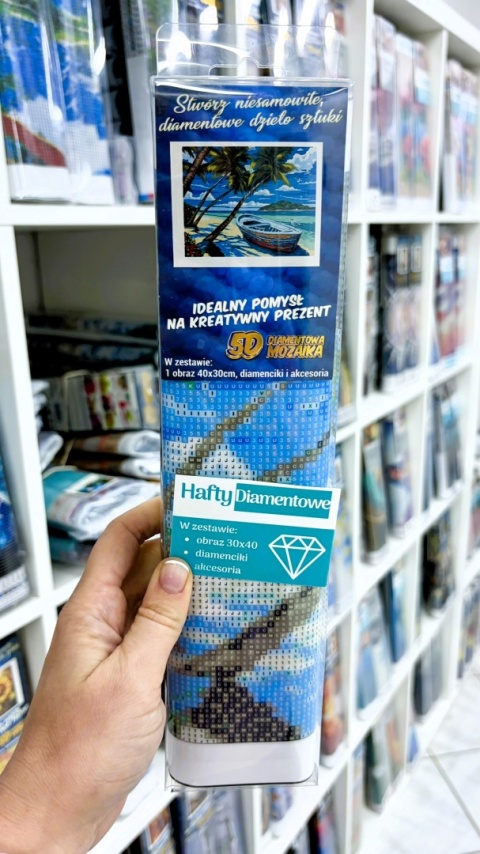 Stwórz niesamowite,
diamentowe dzieło sztuki
IDEALNY POMYSŁ
NA KREATYWNY PREZENT
5D DIAMENTOWA
MOZAIKA
W zestawie:
1 obraz 40x30cm, diamenciki i akcesoria
Hafty Diamentowe
W zestawie:
• obraz 30x40
• diamenciki
• akcesoria